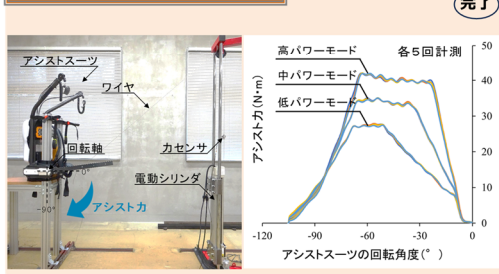 完了
アシストスーツ
ワイヤ
回転軸
力センサ
0°
電動シリンダ
-90°
アシスト力
高パワーモード
各5回計測
中パワーモード
低パワーモード
アシスト力(N・m)
50
40
30
20
10
0
-120 -90 -60 -30 0
アシストスーツの回転角度(°)